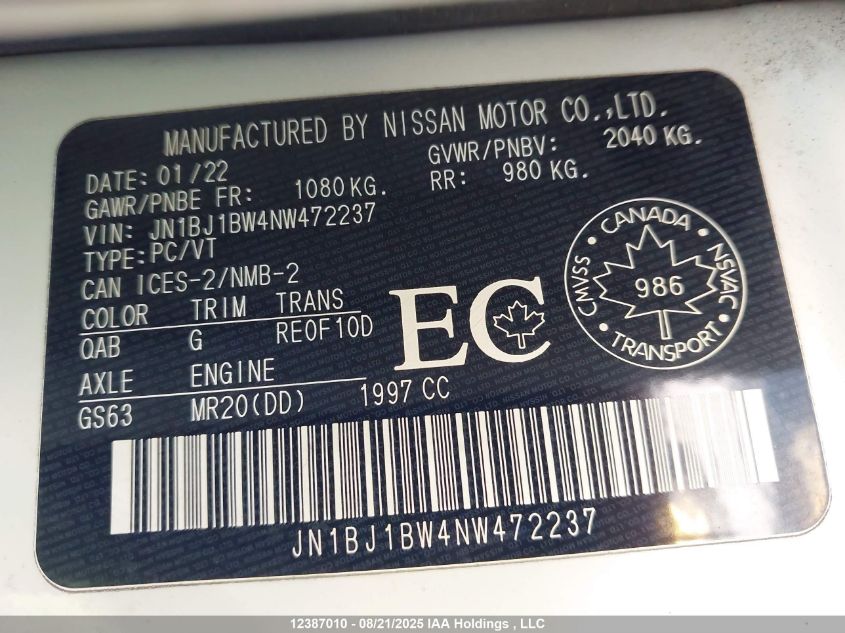 MANUFACTURED BY NISSAN MOTOR CO.,LTD.
DATE: 01/22 GVWR/PNBV: 2040 KG.
GAWR/PNBE FR: 1080 KG. RR: 980 KG.
VIN: JN1BJ1BW4NW472237
TYPE: PC/VT
CAN ICES-2/NMB-2
COLOR TRIM TRANS
QAB G RE0F10D
AXLE ENGINE
GS63 MR20(DD) 1997 CC
EC
CANADA
CMVSS 986 NSVAC
TRANSPORT
JN1BJ1BW4NW472237
12387010 - 08/21/2025 IAA Holdings , LLC